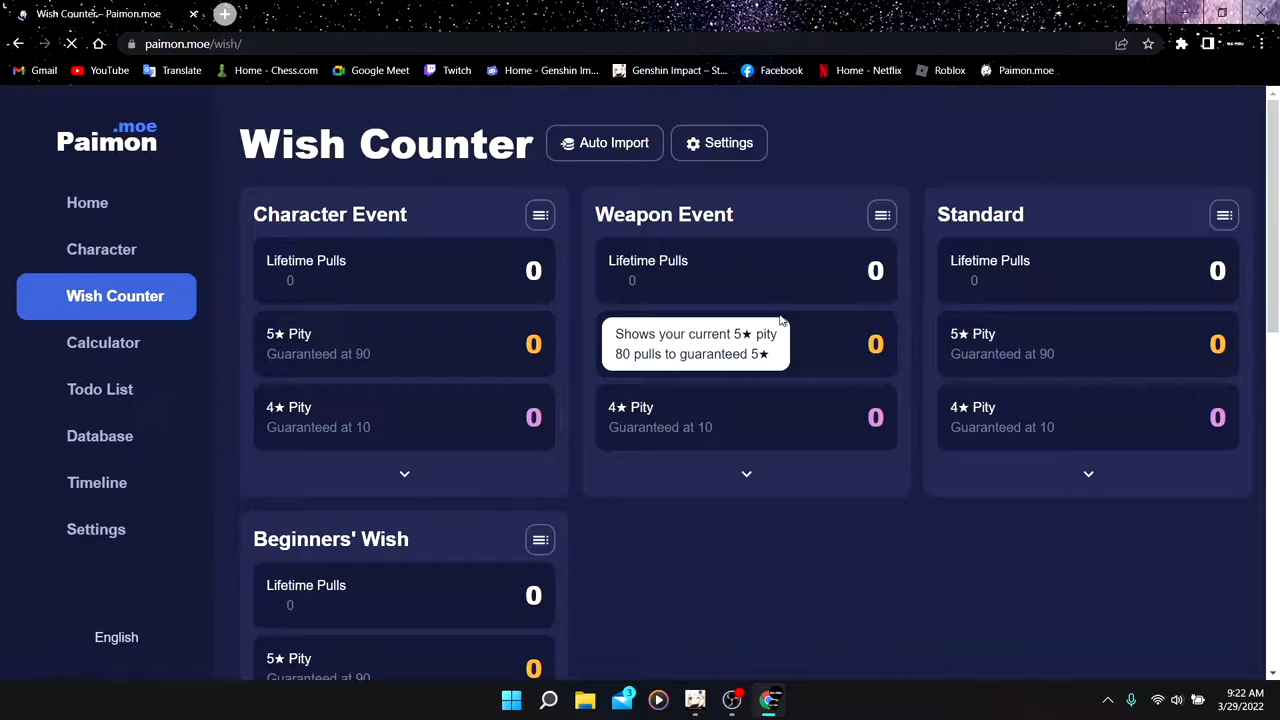 Wish Counter - Paimon.moe
paimon.moe/wish/
Gmail YouTube Translate Home - Chess.com Google Meet Twitch Home - Genshin Im... Genshin Impact – St... Facebook Home - Netflix Roblox Paimon.moe
Paimon.moe
Home
Character
Wish Counter
Calculator
Todo List
Database
Timeline
Settings
English
Wish Counter Auto Import Settings
Character Event
Lifetime Pulls
0
0
5★ Pity
Guaranteed at 90
0
4★ Pity
Guaranteed at 10
0
Weapon Event
Lifetime Pulls
0
0
Shows your current 5★ pity
80 pulls to guaranteed 5★
0
4★ Pity
Guaranteed at 10
0
Standard
Lifetime Pulls
0
0
5★ Pity
Guaranteed at 90
0
4★ Pity
Guaranteed at 10
0
Beginners' Wish
Lifetime Pulls
0
0
5★ Pity
Guaranteed at 90
0
3
9:22 AM
3/29/2022